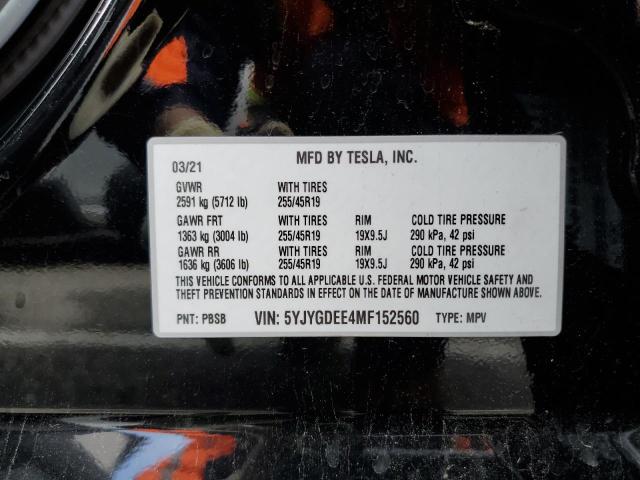 03/21 MFD BY TESLA, INC.
GVWR WITH TIRES
2591 kg (5712 lb) 255/45R19
GAWR FRT WITH TIRES RIM COLD TIRE PRESSURE
1363 kg (3004 lb) 255/45R19 19X9.5J 290 kPa, 42 psi
GAWR RR WITH TIRES RIM COLD TIRE PRESSURE
1636 kg (3606 lb) 255/45R19 19X9.5J 290 kPa, 42 psi
THIS VEHICLE CONFORMS TO ALL APPLICABLE U.S. FEDERAL MOTOR VEHICLE SAFETY AND
THEFT PREVENTION STANDARDS IN EFFECT ON THE DATE OF MANUFACTURE SHOWN ABOVE.
PNT: PBSB VIN: 5YJYGDEE4MF152560 TYPE: MPV